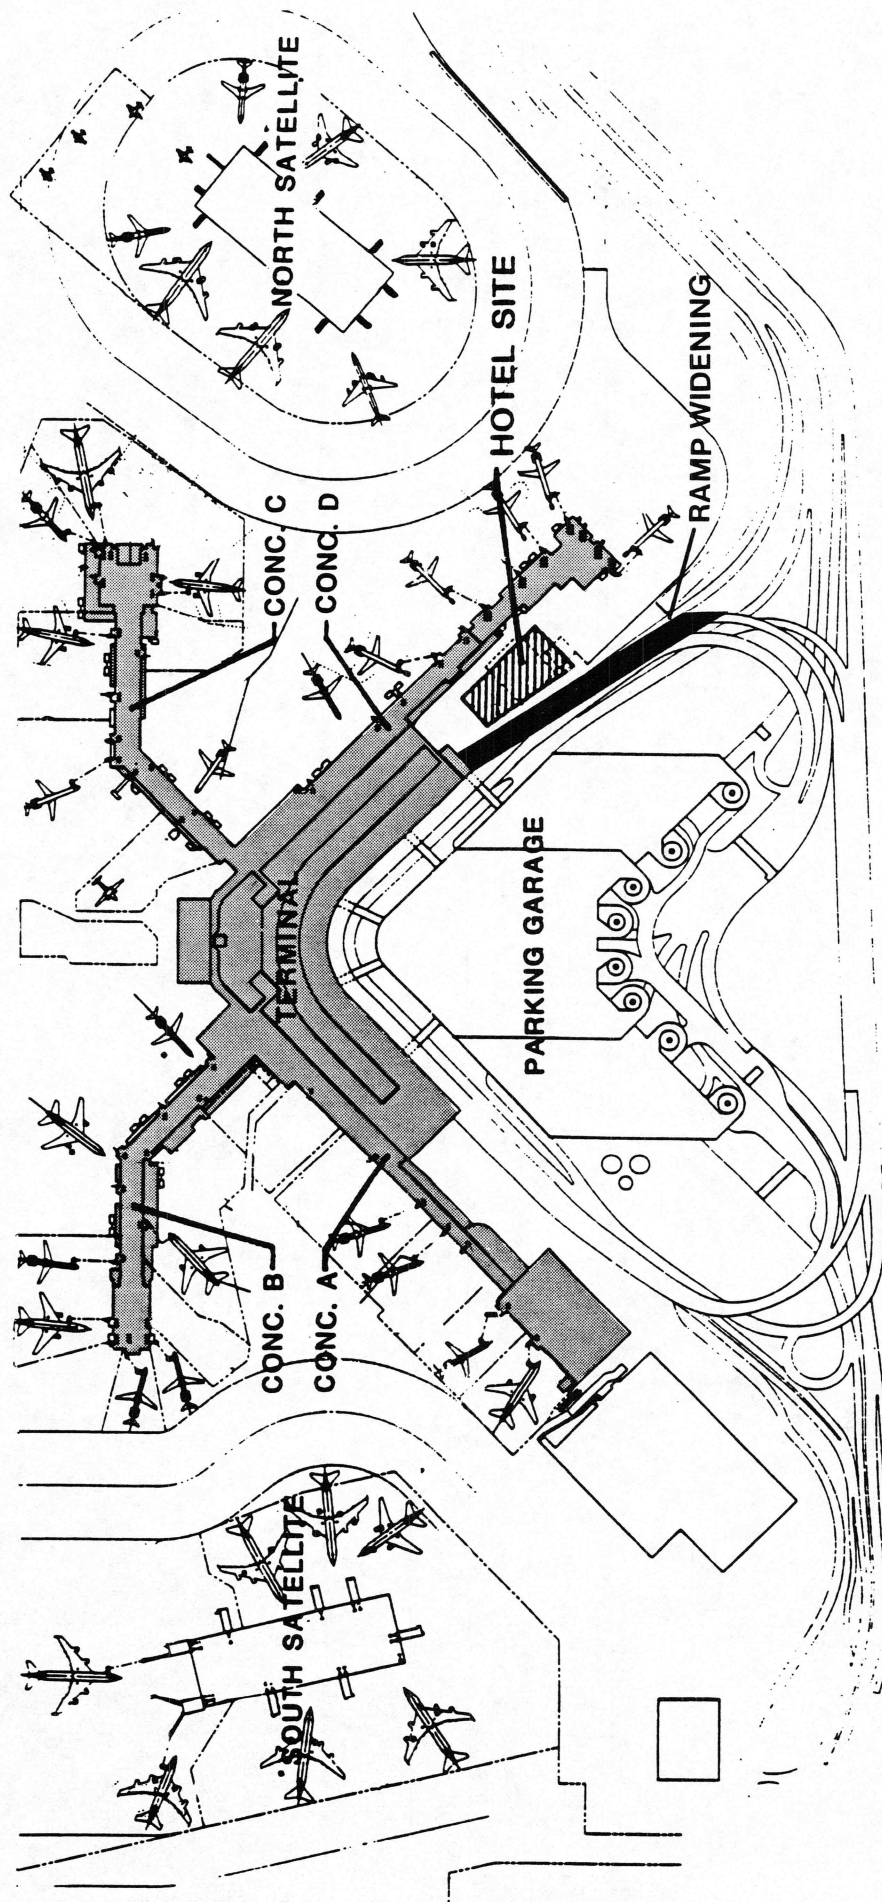 NORTH SATELLITE
HOTEL SITE
RAMP WIDENING
CONC. C
CONC. D
TERMINAL
PARKING GARAGE
CONC. B
CONC. A
SOUTH SATELLITE